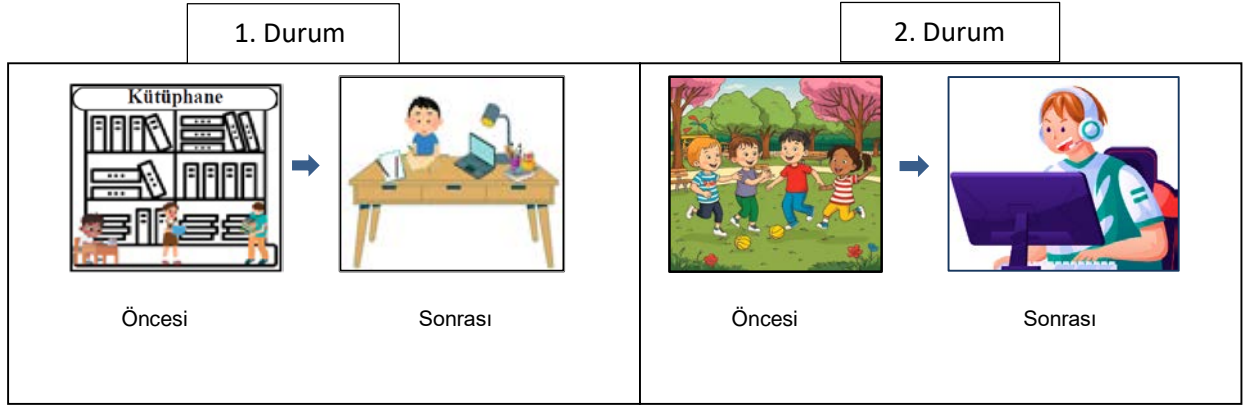 1. Durum
2. Durum
Kütüphane
Öncesi
Sonrası
Öncesi
Sonrası